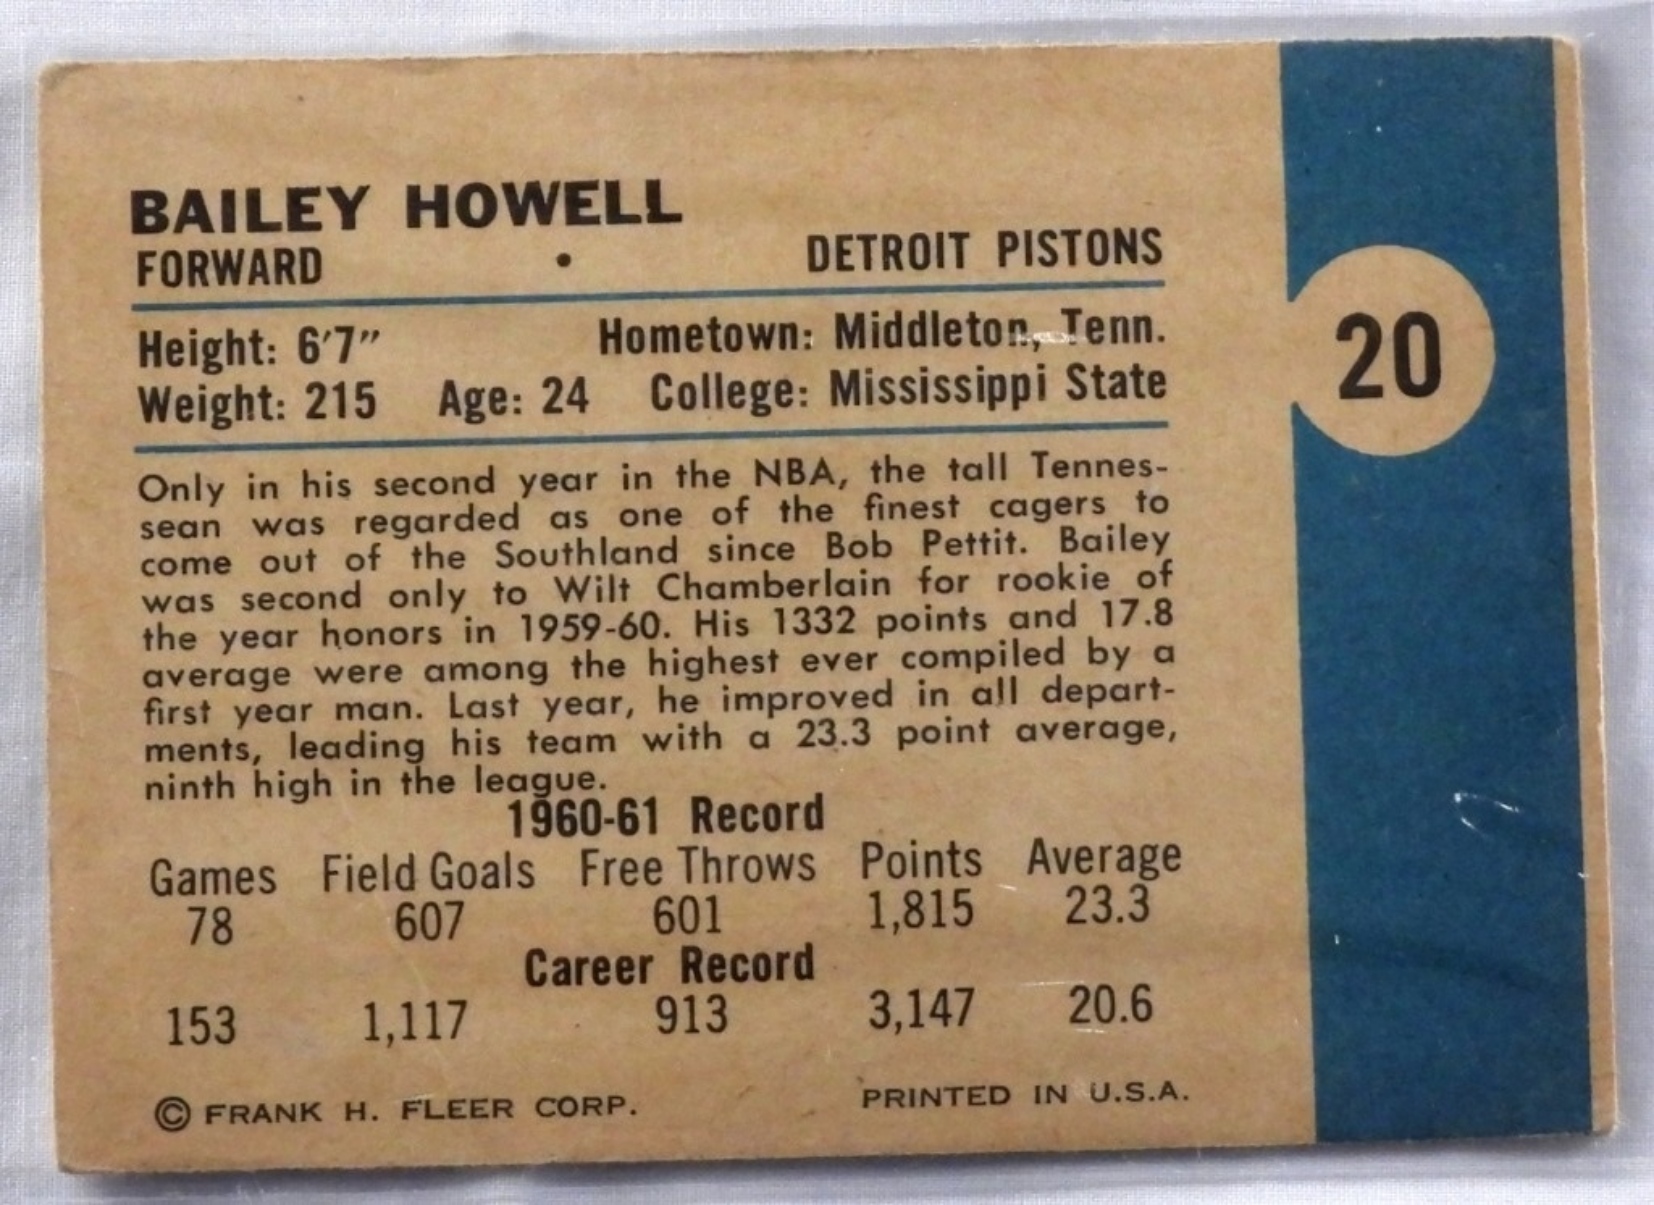 BAILEY HOWELL
FORWARD • DETROIT PISTONS
Height: 6'7" Hometown: Middleton, Tenn.
Weight: 215 Age: 24 College: Mississippi State
20
Only in his second year in the NBA, the tall Tennes-
sean was regarded as one of the finest cagers to
come out of the Southland since Bob Pettit. Bailey
was second only to Wilt Chamberlain for rookie of
the year honors in 1959-60. His 1332 points and 17.8
average were among the highest ever compiled by a
first year man. Last year, he improved in all depart-
ments, leading his team with a 23.3 point average,
ninth high in the league.
1960-61 Record
Games Field Goals Free Throws Points Average
78 607 601 1,815 23.3
Career Record
153 1,117 913 3,147 20.6
© FRANK H. FLEER CORP. PRINTED IN U.S.A.